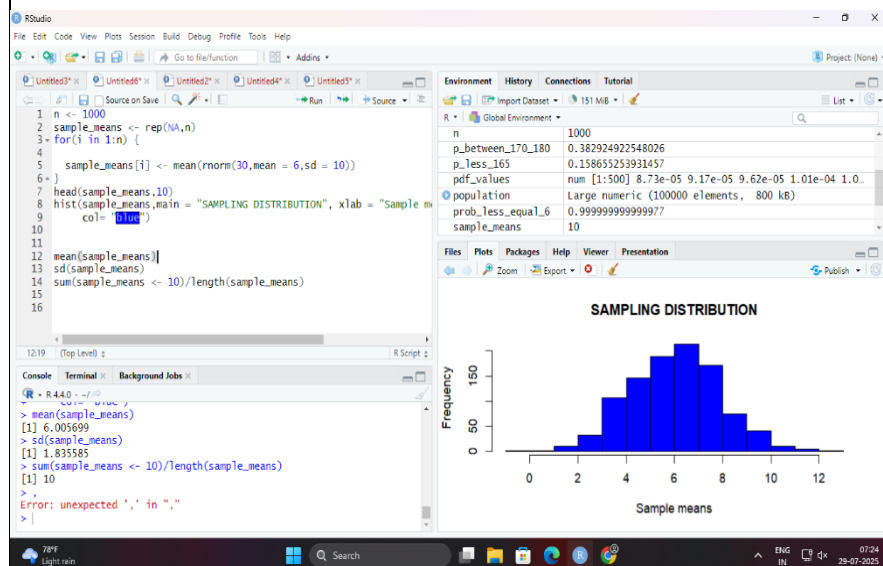 RStudio
File Edit Code View Plots Session Build Debug Profile Tools Help
Go to file/function Addins Project: (None)
Untitled3* Untitled6* Untitled2* Untitled4* Untitled5*
Source on Save Run Source
1 n <- 1000
2 sample_means <- rep(NA,n)
3 for(i in 1:n) {
4
5 sample_means[i] <- mean(rnorm(30,mean = 6,sd = 10))
6 }
7 head(sample_means,10)
8 hist(sample_means,main = "SAMPLING DISTRIBUTION", xlab = "Sample m
9 col= "blue")
10
11
12 mean(sample_means)
13 sd(sample_means)
14 sum(sample_means <- 10)/length(sample_means)
15
16
12:19 (Top Level) R Script
Console Terminal Background Jobs
R R 4.4.0 · ~/
+ col= "blue")
> mean(sample_means)
[1] 6.005699
> sd(sample_means)
[1] 1.835585
> sum(sample_means <- 10)/length(sample_means)
[1] 10
> ,
Error: unexpected ',' in ","
>
Environment History Connections Tutorial
Import Dataset 151 MiB List
R Global Environment
n 1000
p_between_170_180 0.382924922548026
p_less_165 0.158655253931457
pdf_values num [1:500] 8.73e-05 9.17e-05 9.62e-05 1.01e-04 1.0…
population Large numeric (100000 elements, 800 kB)
prob_less_equal_6 0.999999999999977
sample_means 10
Files Plots Packages Help Viewer Presentation
Zoom Export Publish
SAMPLING DISTRIBUTION
Frequency
150
50
0
0 2 4 6 8 10 12
Sample means
78°F
Light rain
Search
ENG
IN
07:24
29-07-2025